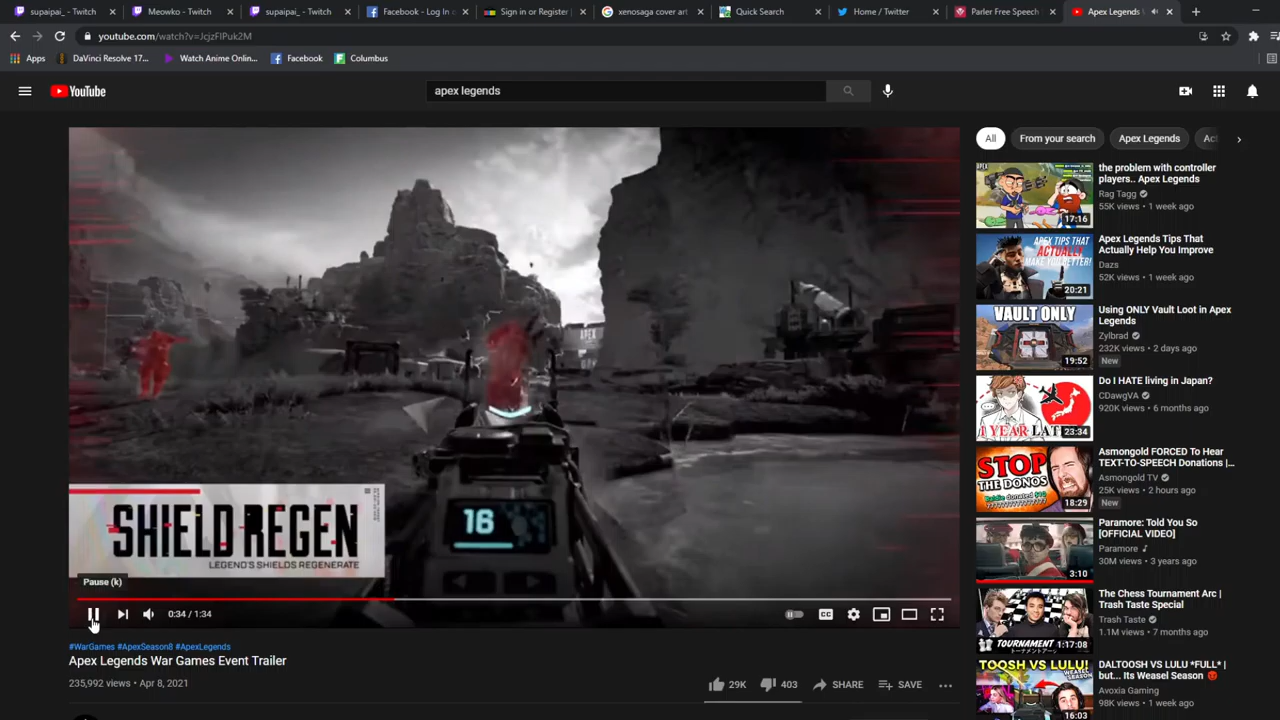 supaipai_ - Twitch
Meowko - Twitch
supaipai_ - Twitch
Facebook - Log In o
Sign in or Register
xenosaga cover art
Quick Search
Home / Twitter
Parler Free Speech
Apex Legends
youtube.com/watch?v=JcjzFIPuk2M
Apps
DaVinci Resolve 17...
Watch Anime Onlin...
Facebook
Columbus
YouTube
apex legends
All
From your search
Apex Legends
Ac
the problem with controller
players.. Apex Legends
Rag Tagg
55K views • 1 week ago
17:16
APEX TIPS THAT
ACTUALLY
MAKE YOU BETTER!
20:21
Apex Legends Tips That
Actually Help You Improve
Dazs
52K views • 1 week ago
VAULT ONLY
19:52
Using ONLY Vault Loot in Apex
Legends
Zylbrad
232K views • 2 days ago
New
1 YEAR LATE
23:34
Do I HATE living in Japan?
CDawgVA
920K views • 6 months ago
STOP
THE DONOS
18:29
Asmongold FORCED To Hear
TEXT-TO-SPEECH Donations |...
Asmongold TV
25K views • 2 hours ago
New
3:10
Paramore: Told You So
[OFFICIAL VIDEO]
Paramore
30M views • 3 years ago
TOURNAMENT
1:17:08
The Chess Tournament Arc |
Trash Taste Special
Trash Taste
1.1M views • 7 months ago
TOOSH VS LULU!
16:03
DALTOOSH VS LULU *FULL* |
but... Its Weasel Season
Avoxia Gaming
98K views • 1 week ago
APEX
16
SHIELD REGEN
LEGEND'S SHIELDS REGENERATE
Pause (k)
0:34 / 1:34
CC
#WarGames #ApexSeason8 #ApexLegends
Apex Legends War Games Event Trailer
235,992 views • Apr 8, 2021
29K
403
SHARE
SAVE